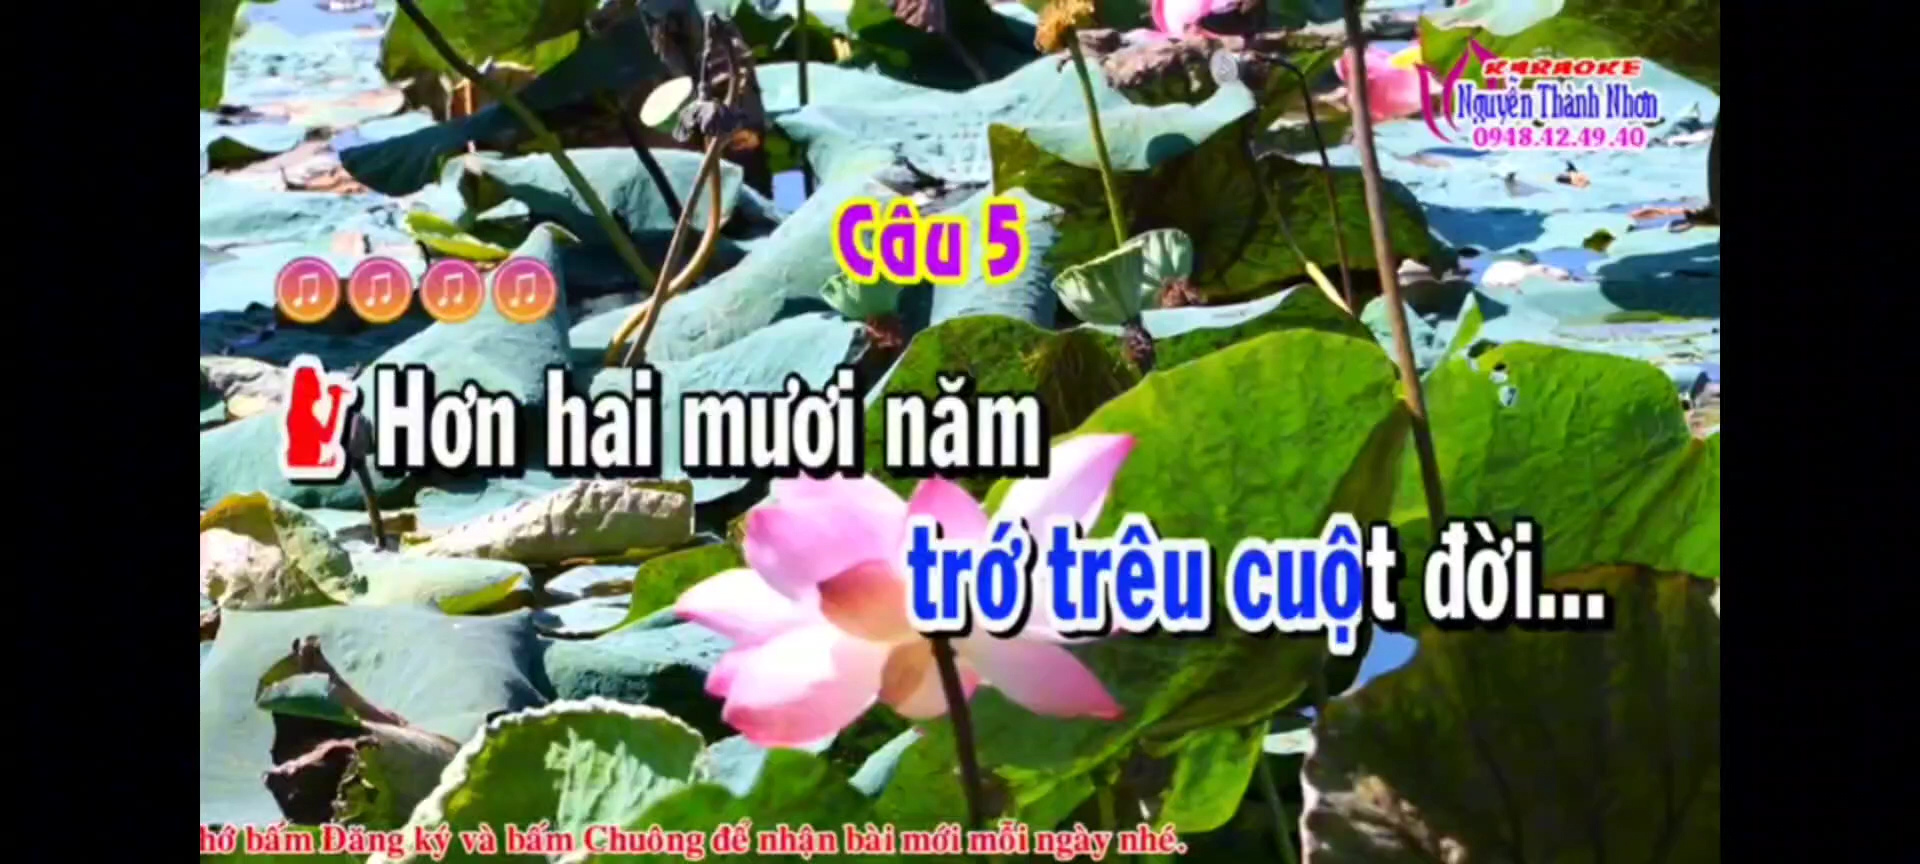 KARAOKE
Nguyễn Thành Nhơn
0948.42.49.40
Câu 5
Hơn hai mươi năm
trớ trêu cuột đời...
hớ bấm Đăng ký và bấm Chuông để nhận bài mới mỗi ngày nhé.